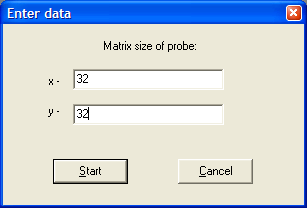 Enter data
Matrix size of probe:
x - 32
y - 32
Start Cancel